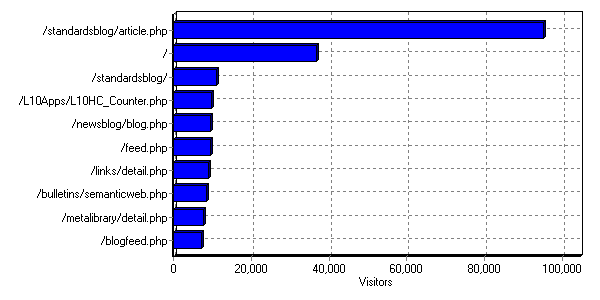 /standardsblog/article.php
/
/standardsblog/
/L10Apps/L10HC_Counter.php
/newsblog/blog.php
/feed.php
/links/detail.php
/bulletins/semanticweb.php
/metalibrary/detail.php
/blogfeed.php
0 20,000 40,000 60,000 80,000 100,000
Visitors